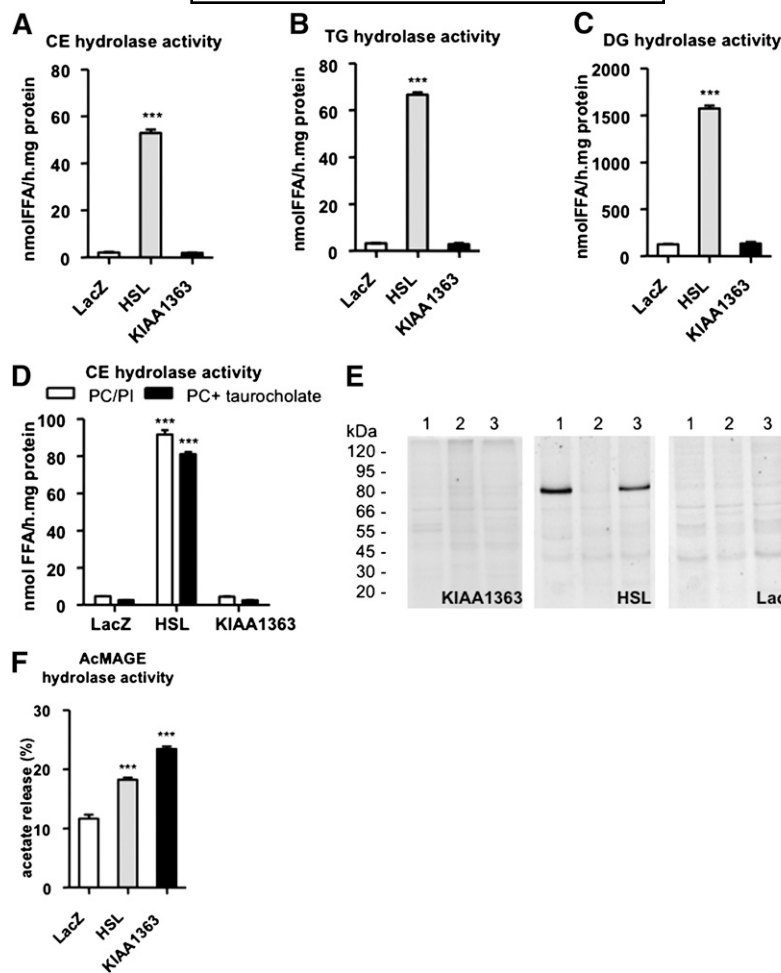 A
CE hydrolase activity
nmolFFA/h.mg protein
80
60
40
20
0
***
LacZ
HSL
KIAA1363
B
TG hydrolase activity
nmolFFA/h.mg protein
80
60
40
20
0
***
LacZ
HSL
KIAA1363
C
DG hydrolase activity
nmolFFA/h.mg protein
2000
1500
1000
500
0
***
LacZ
HSL
KIAA1363
D
CE hydrolase activity
PC/PI PC+ taurocholate
nmol FFA/h.mg protein
100
80
60
40
20
0
***
***
LacZ HSL KIAA1363
E
1 2 3 1 2 3 1 2 3
kDa
120 -
95 -
80 -
66 -
55 -
45 -
30 -
20 -
KIAA1363 HSL Lac
F
AcMAGE
hydrolase activity
acetate release (%)
30
20
10
0
***
***
LacZ
HSL
KIAA1363